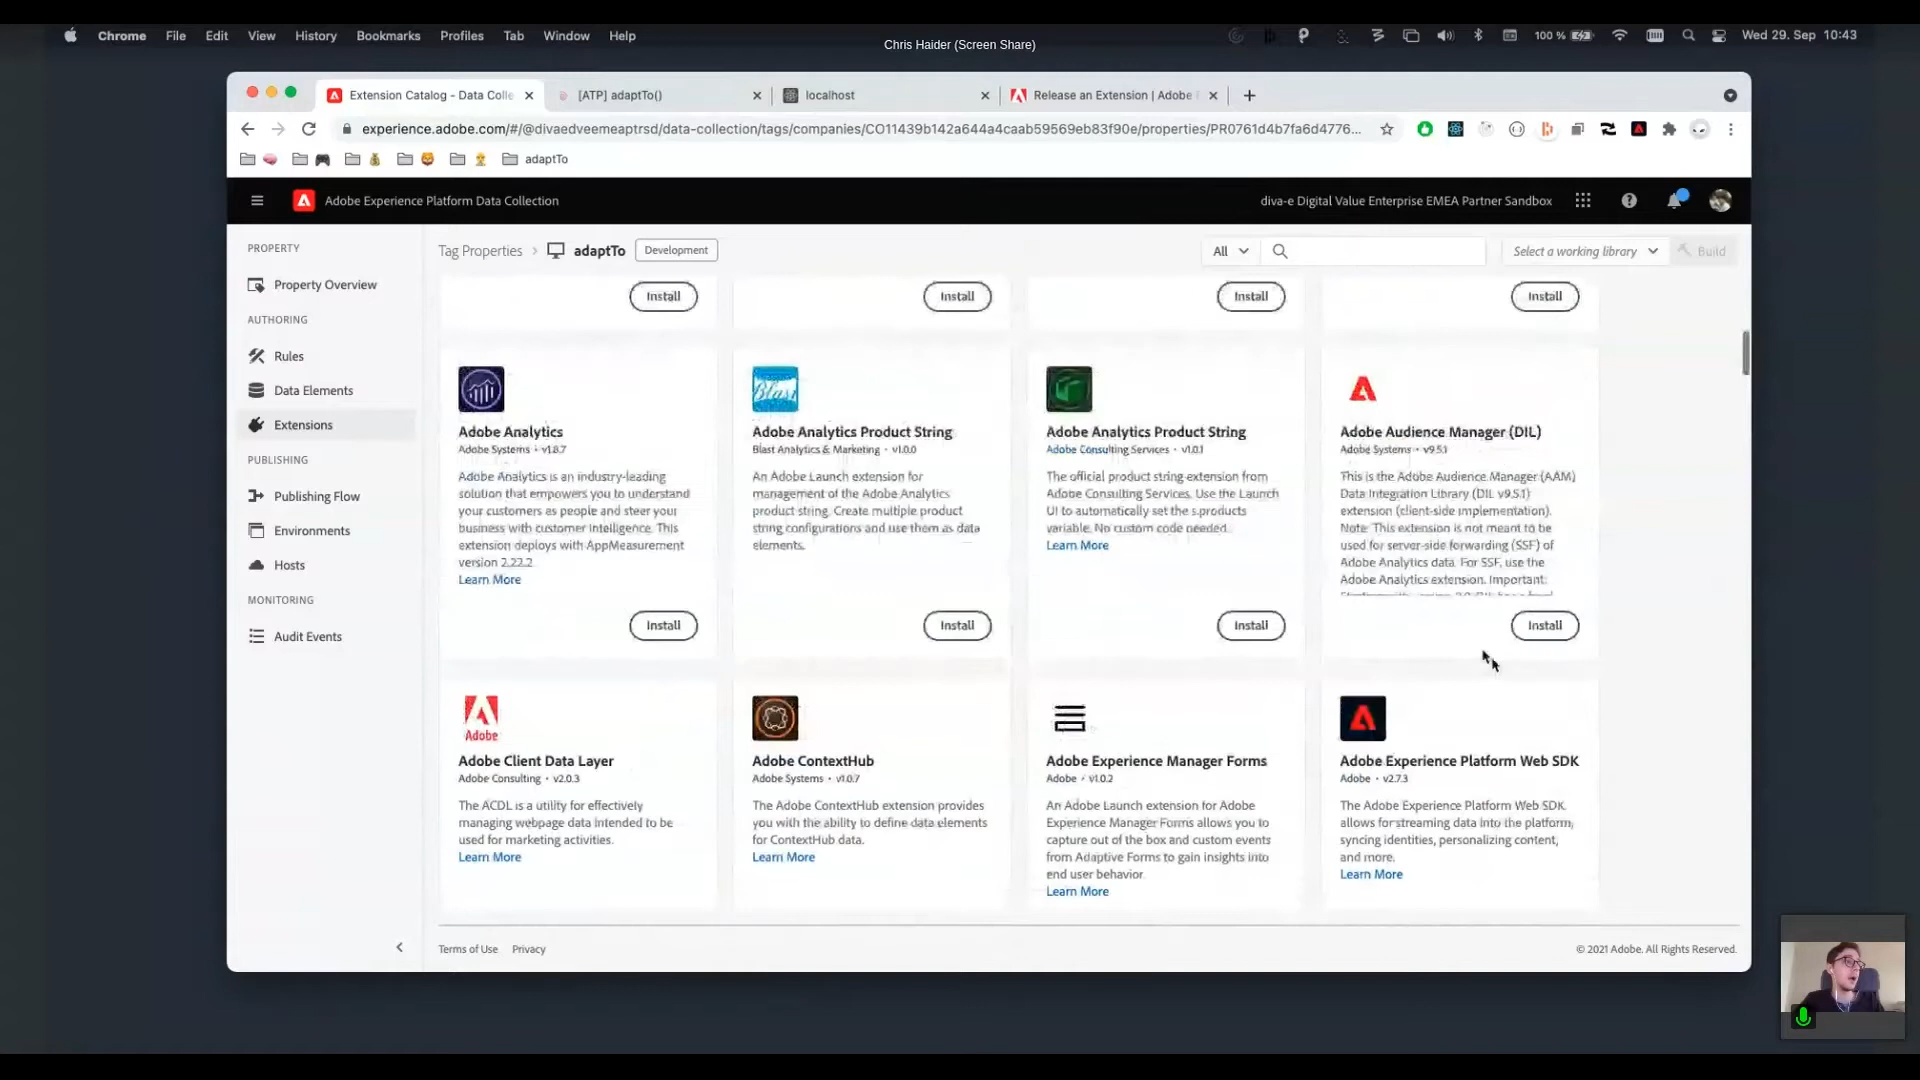 Chrome File Edit View History Bookmarks Profiles Tab Window Help
Chris Haider (Screen Share)
100 % Wed 29. Sep 10:43
Extension Catalog - Data Colle
[ATP] adaptTo()
localhost
Release an Extension | Adobe
experience.adobe.com/#/@divaedveemeaptrsd/data-collection/tags/companies/CO11439b142a644a4caab59569eb83f90e/properties/PR0761d4b7fa6d4776...
adaptTo
Adobe Experience Platform Data Collection
diva-e Digital Value Enterprise EMEA Partner Sandbox
PROPERTY
Property Overview
AUTHORING
Rules
Data Elements
Extensions
PUBLISHING
Publishing Flow
Environments
Hosts
MONITORING
Audit Events
Tag Properties
adaptTo
Development
All
Select a working library
Build
Install
Install
Install
Install
Adobe Analytics
Adobe Systems • v1.8.7
Adobe Analytics is an industry-leading
solution that empowers you to understand
your customers as people and steer your
business with customer intelligence. This
extension deploys with AppMeasurement
version 2.22.2
Learn More
Install
Blast
Adobe Analytics Product String
Blast Analytics & Marketing • v1.0.0
An Adobe Launch extension for
management of the Adobe Analytics
product string. Create multiple product
string configurations and use them as data
elements.
Install
Adobe Analytics Product String
Adobe Consulting Services • v1.0.1
The official product string extension from
Adobe Consulting Services. Use the Launch
UI to automatically set the s.products
variable. No custom code needed.
Learn More
Install
Adobe Audience Manager (DIL)
Adobe Systems • v9.5.1
This is the Adobe Audience Manager (AAM)
Data Integration Library (DIL v9.5.1)
extension (client-side implementation).
Note: This extension is not meant to be
used for server-side forwarding (SSF) of
Adobe Analytics data. For SSF, use the
Adobe Analytics extension. Important:
Install
Adobe
Adobe Client Data Layer
Adobe Consulting • v2.0.3
The ACDL is a utility for effectively
managing webpage data intended to be
used for marketing activities.
Learn More
Adobe ContextHub
Adobe Systems • v1.0.7
The Adobe ContextHub extension provides
you with the ability to define data elements
for ContextHub data.
Learn More
Adobe Experience Manager Forms
Adobe • v1.0.2
An Adobe Launch extension for Adobe
Experience Manager Forms allows you to
capture out of the box and custom events
from Adaptive Forms to gain insights into
end user behavior
Learn More
Adobe Experience Platform Web SDK
Adobe • v2.7.3
The Adobe Experience Platform Web SDK
allows for streaming data into the platform,
syncing identities, personalizing content,
and more.
Learn More
Terms of Use Privacy
© 2021 Adobe. All Rights Reserved.